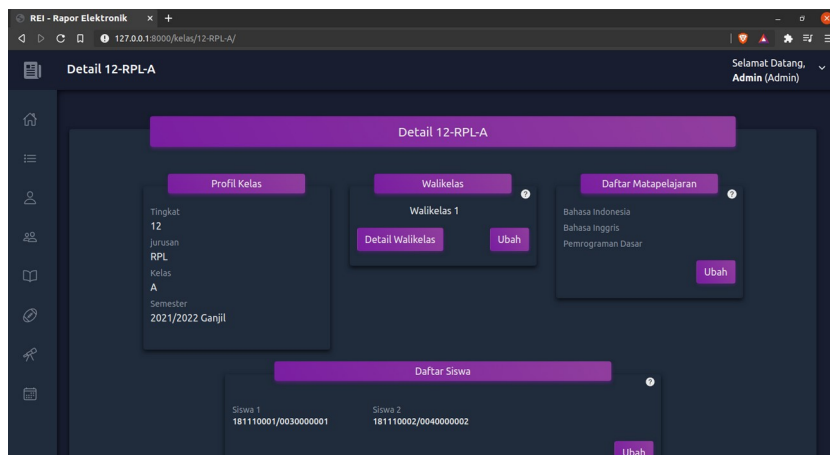 REI - Rapor Elektronik
127.0.0.1:8000/kelas/12-RPL-A/
Detail 12-RPL-A
Selamat Datang,
Admin (Admin)
Detail 12-RPL-A
Profil Kelas
Tingkat
12
jurusan
RPL
Kelas
A
Semester
2021/2022 Ganjil
Walikelas
Walikelas 1
Detail Walikelas
Ubah
Daftar Matapelajaran
Bahasa Indonesia
Bahasa Inggris
Pemrograman Dasar
Ubah
Daftar Siswa
Siswa 1
181110001/0030000001
Siswa 2
181110002/0040000002
Ubah